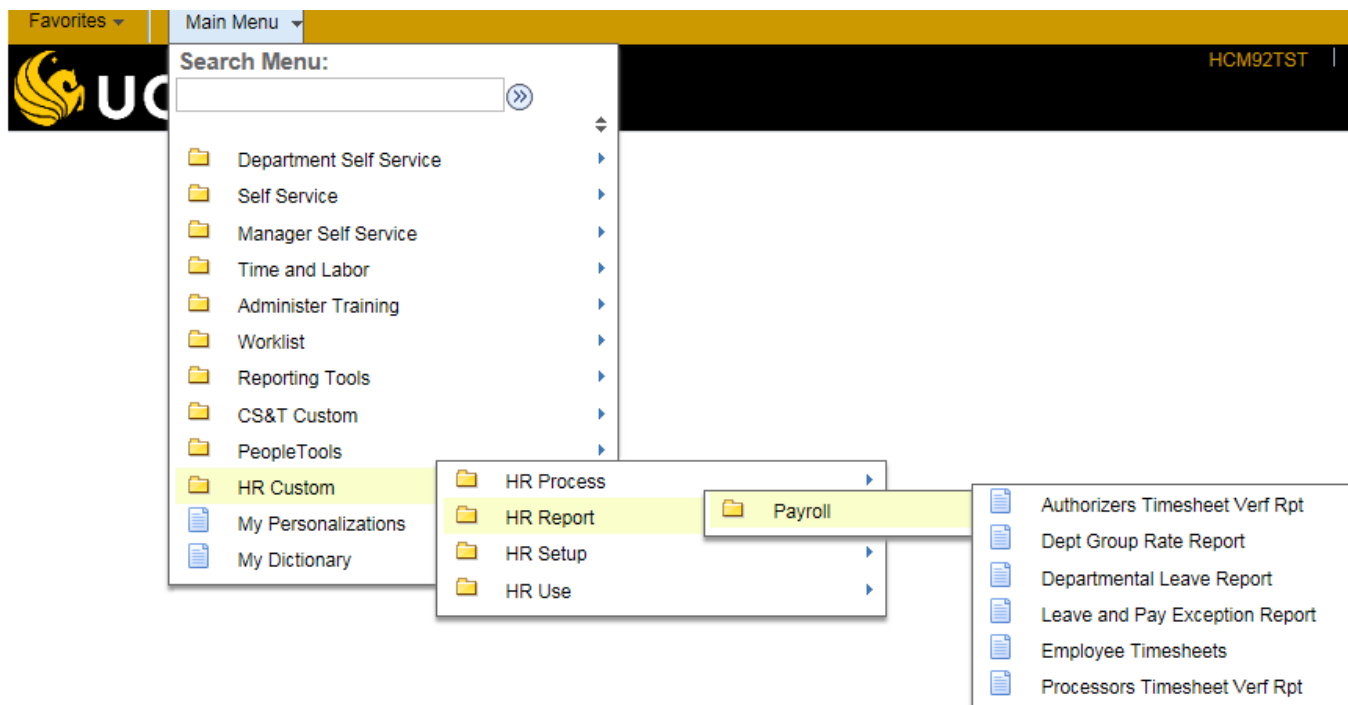 Favorites Main Menu
Search Menu:
HCM92TST
UC
Department Self Service
Self Service
Manager Self Service
Time and Labor
Administer Training
Worklist
Reporting Tools
CS&T Custom
PeopleTools
HR Custom
My Personalizations
My Dictionary
HR Process
HR Report
HR Setup
HR Use
Payroll
Authorizers Timesheet Verf Rpt
Dept Group Rate Report
Departmental Leave Report
Leave and Pay Exception Report
Employee Timesheets
Processors Timesheet Verf Rpt